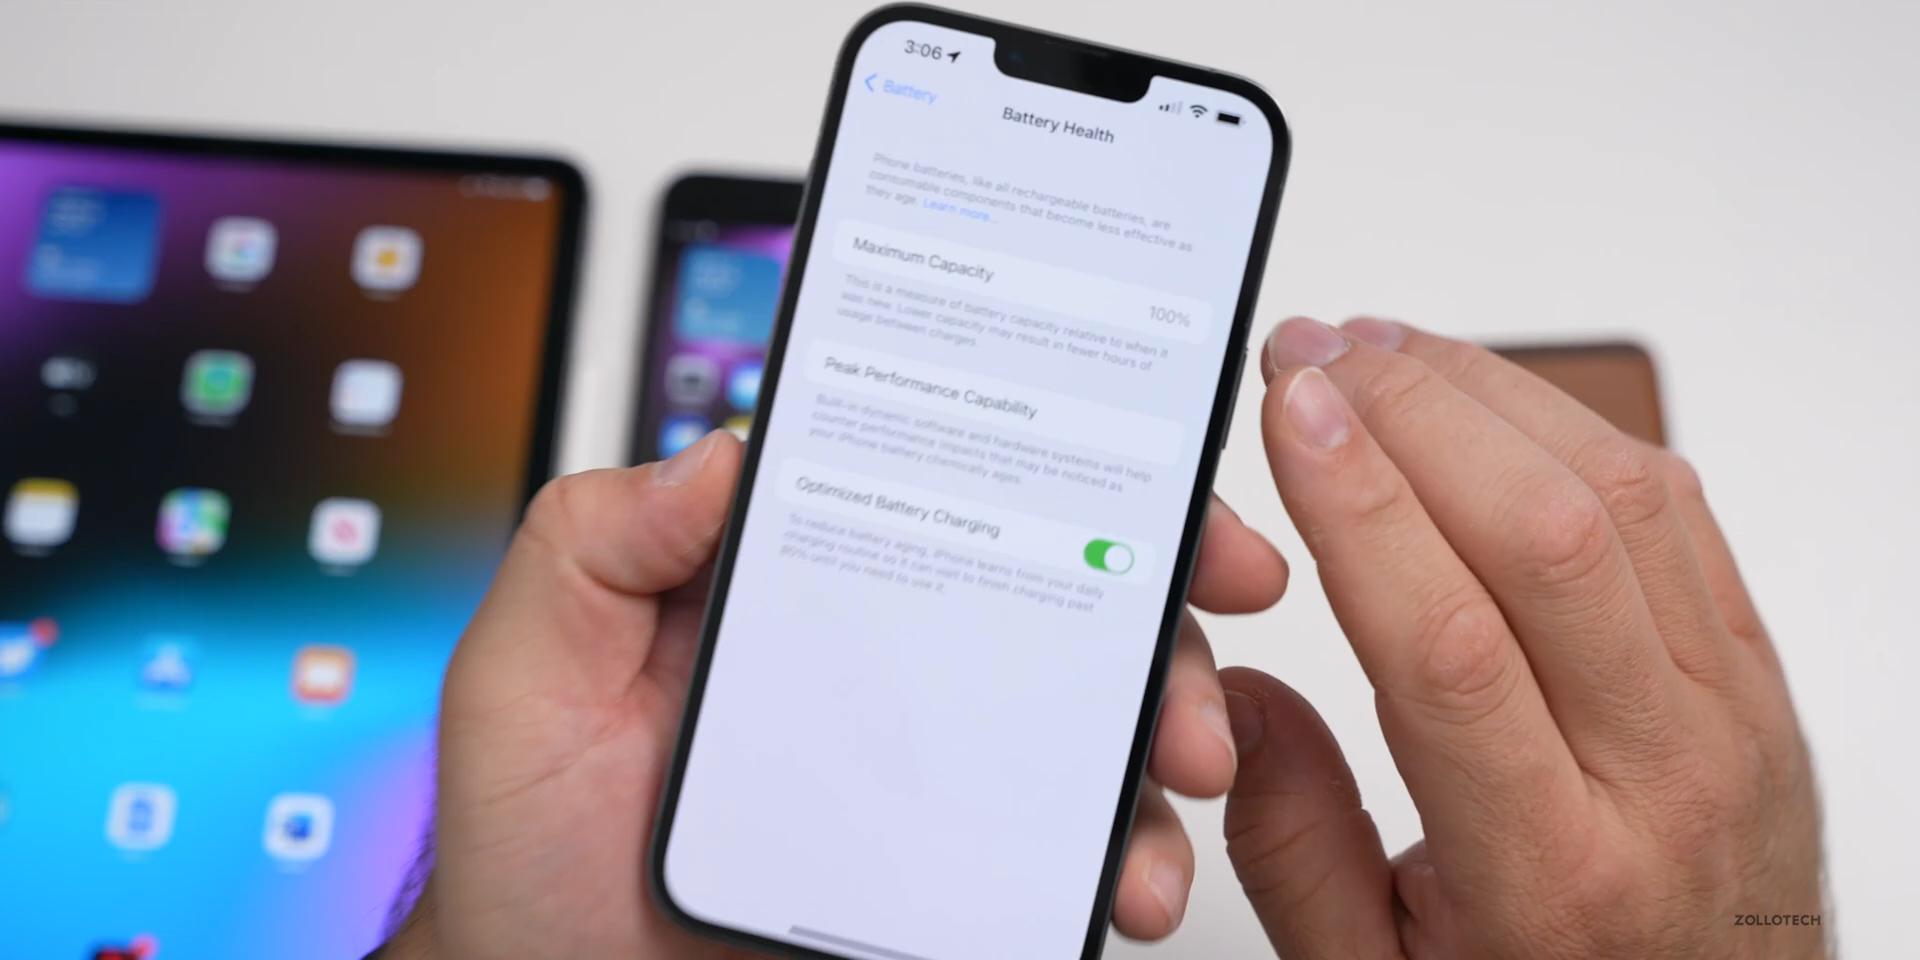 3:06
Battery
Battery Health
Phone batteries, like all rechargeable batteries, are
consumable components that become less effective as
they age. Learn more...
Maximum Capacity
100%
This is a measure of battery capacity relative to when it
was new. Lower capacity may result in fewer hours of
usage between charges.
Peak Performance Capability
Built-in dynamic software and hardware systems will help
counter performance impacts that may be noticed as
your iPhone battery chemically ages.
Optimized Battery Charging
To reduce battery aging, iPhone learns from your daily
charging routine so it can wait to finish charging past
80% until you need to use it.
ZOLLOTECH